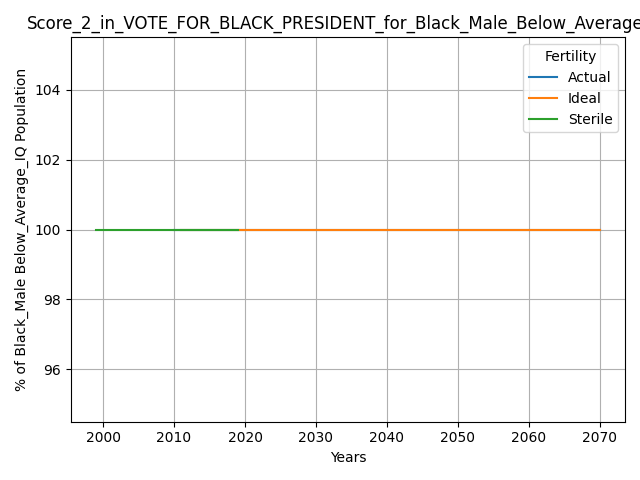 Score_2_in_VOTE_FOR_BLACK_PRESIDENT_for_Black_Male_Below_Average
Fertility
Actual
Ideal
Sterile
% of Black_Male Below_Average_IQ Population
104
102
100
98
96
2000 2010 2020 2030 2040 2050 2060 2070
Years